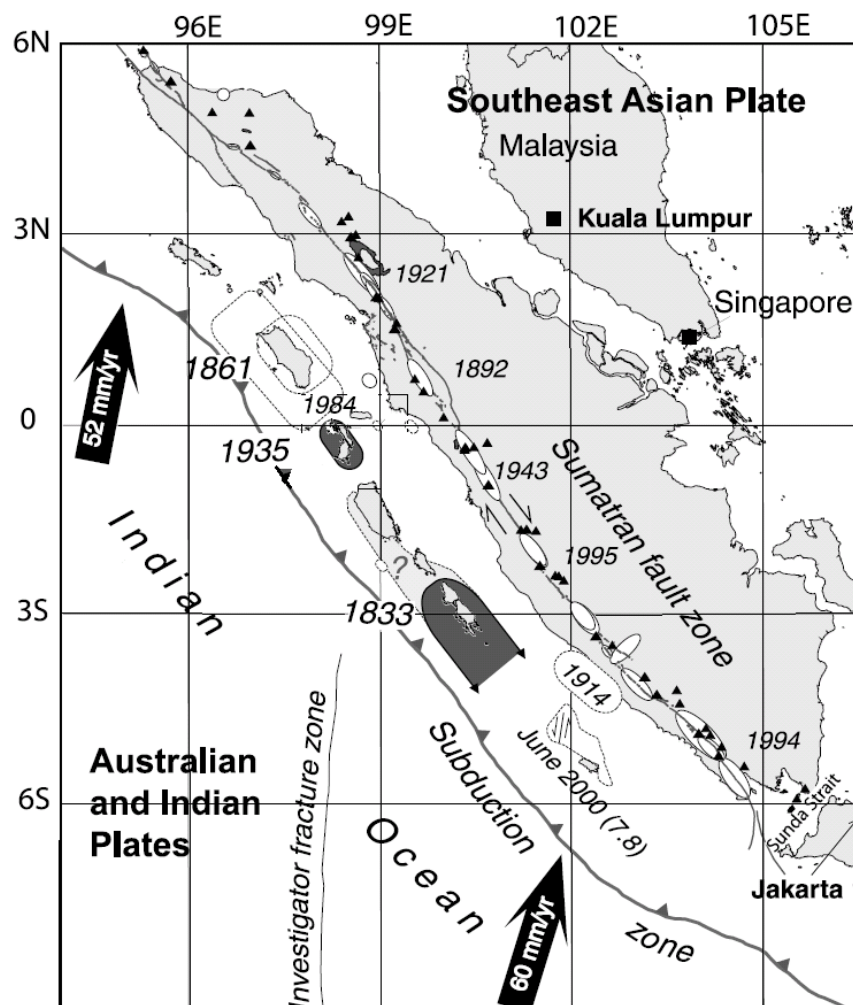 96E 99E 102E 105E
6N
Southeast Asian Plate
Malaysia
Kuala Lumpur
3N
1921
Singapore
52 mm/yr
1861
1892
1984
0
1935
1943
Sumatran fault zone
Indian
1995
?
1833
3S
1914
Subduction
June 2000 (7.8)
1994
Australian
and Indian
Plates
Investigator fracture zone
6S
Sunda Strait
Ocean
Jakarta
60 mm/yr
zone